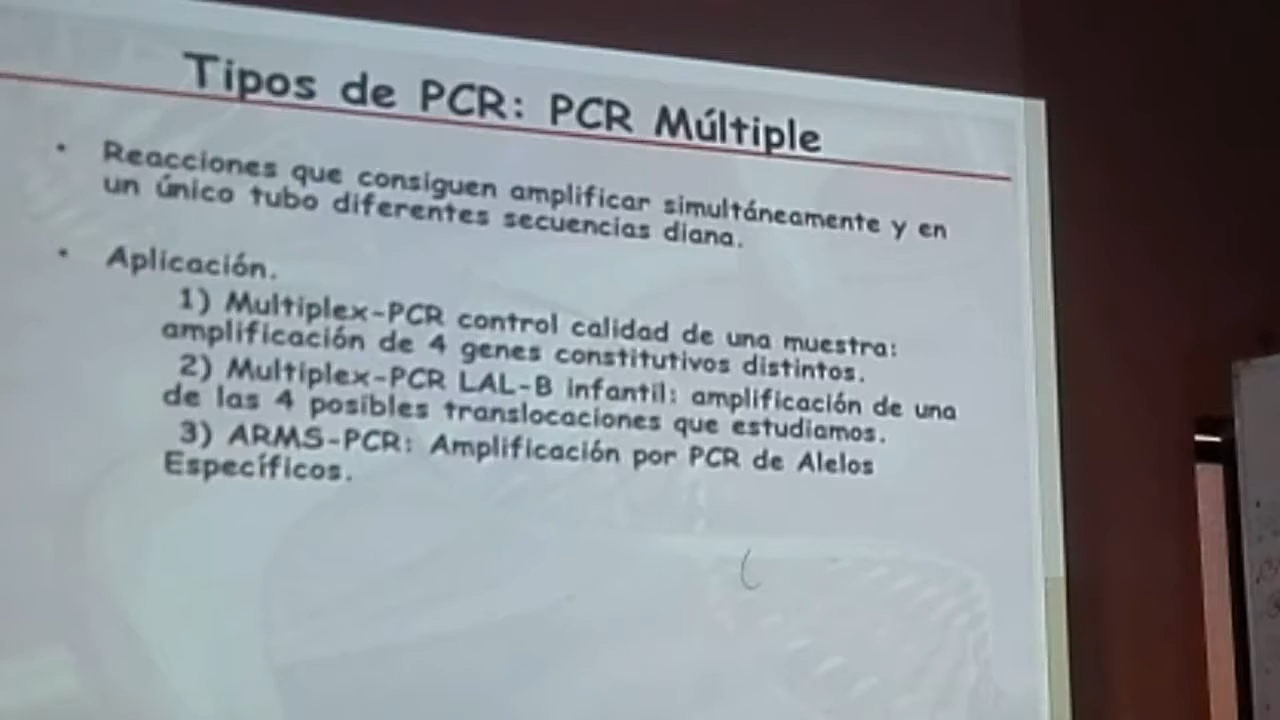 Tipos de PCR: PCR Múltiple
• Reacciones que consiguen amplificar simultáneamente y en
un único tubo diferentes secuencias diana.
• Aplicación.
1) Multiplex-PCR control calidad de una muestra:
amplificación de 4 genes constitutivos distintos.
2) Multiplex-PCR LAL-B infantil: amplificación de una
de las 4 posibles translocaciones que estudiamos.
3) ARMS-PCR: Amplificación por PCR de Alelos
Específicos.